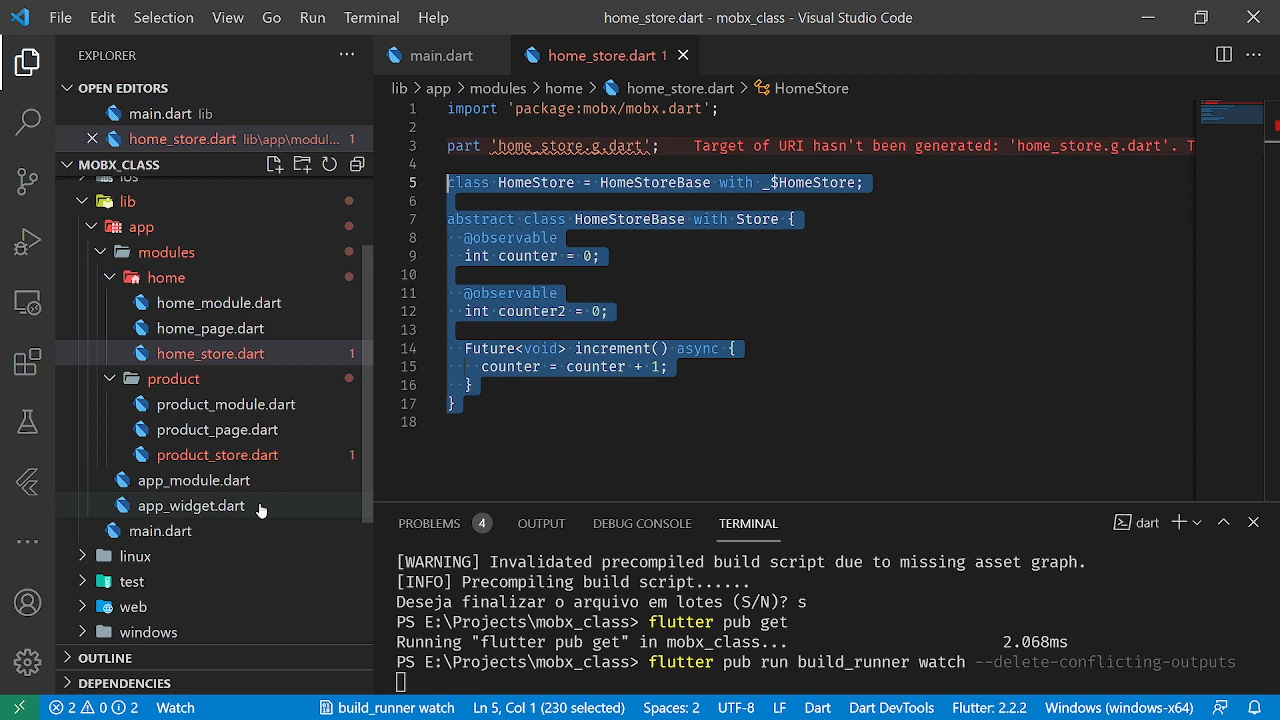 File Edit Selection View Go Run Terminal Help home_store.dart - mobx_class - Visual Studio Code
EXPLORER
OPEN EDITORS
main.dart lib
home_store.dart lib\app\modul... 1
MOBX_CLASS
ios
lib
app
modules
home
home_module.dart
home_page.dart
home_store.dart 1
product
product_module.dart
product_page.dart
product_store.dart 1
app_module.dart
app_widget.dart
main.dart
linux
test
web
windows
OUTLINE
DEPENDENCIES
main.dart home_store.dart 1
lib > app > modules > home > home_store.dart > HomeStore
1 import 'package:mobx/mobx.dart';
2
3 part 'home_store.g.dart'; Target of URI hasn't been generated: 'home_store.g.dart'. T
4
5 class HomeStore = HomeStoreBase with _$HomeStore;
6
7 abstract class HomeStoreBase with Store {
8 @observable
9 int counter = 0;
10
11 @observable
12 int counter2 = 0;
13
14 Future<void> increment() async {
15 counter = counter + 1;
16 }
17 }
18
PROBLEMS 4 OUTPUT DEBUG CONSOLE TERMINAL dart
[WARNING] Invalidated precompiled build script due to missing asset graph.
[INFO] Precompiling build script......
Deseja finalizar o arquivo em lotes (S/N)? s
PS E:\Projects\mobx_class> flutter pub get
Running "flutter pub get" in mobx_class... 2.068ms
PS E:\Projects\mobx_class> flutter pub run build_runner watch --delete-conflicting-outputs
2 0 2 Watch build_runner watch Ln 5, Col 1 (230 selected) Spaces: 2 UTF-8 LF Dart Dart DevTools Flutter: 2.2.2 Windows (windows-x64)